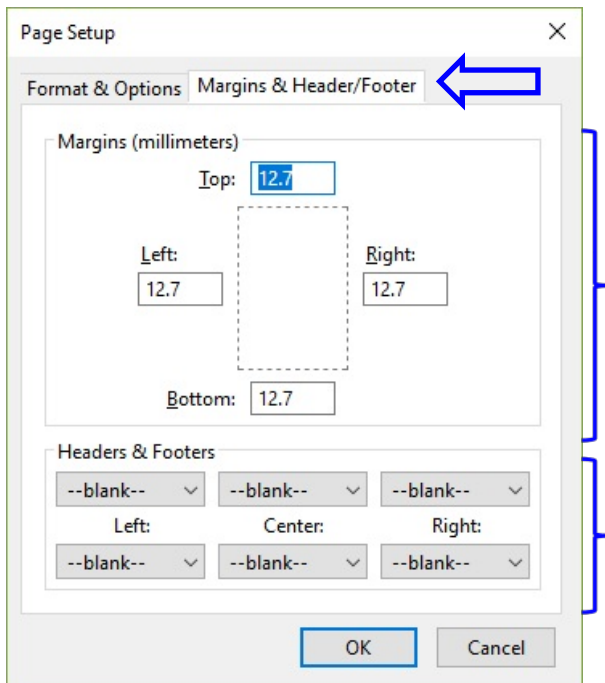 Page Setup
Format & Options Margins & Header/Footer
Margins (millimeters)
Top: 12.7
Left: Right:
12.7 12.7
Bottom: 12.7
Headers & Footers
--blank-- --blank-- --blank--
Left: Center: Right:
--blank-- --blank-- --blank--
OK Cancel